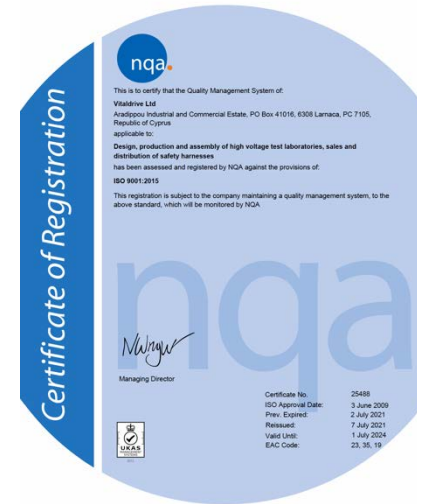 Certificate of Registration
nqa.
This is to certify that the Quality Management System of:
Vitaldrive Ltd
Aradippou Industrial and Commercial Estate, PO Box 41016, 6308 Larnaca, PC 7105,
Republic of Cyprus
applicable to:
Design, production and assembly of high voltage test laboratories, sales and
distribution of safety harnesses
has been assessed and registered by NQA against the provisions of:
ISO 9001:2015
This registration is subject to the company maintaining a quality management system, to the
above standard, which will be monitored by NQA
nqa
Managing Director
Certificate No. 25488
ISO Approval Date: 3 June 2009
Prev. Expired: 2 July 2021
Reissued: 7 July 2021
Valid Until: 1 July 2024
EAC Code: 23, 35, 19
UKAS